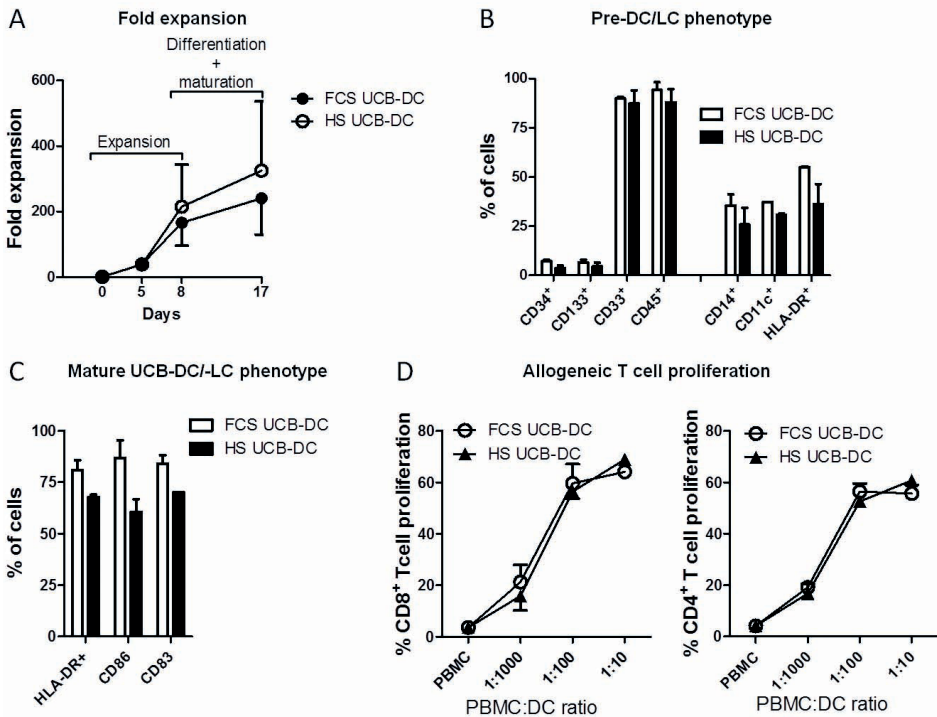 A
Fold expansion
Differentiation
+
maturation
Expansion
FCS UCB-DC
HS UCB-DC
Fold expansion
600
400
200
0
0 5 8 17
Days
B
Pre-DC/LC phenotype
FCS UCB-DC
HS UCB-DC
% of cells
100
75
50
25
0
CD34+ CD133+ CD33+ CD45+ CD14+ CD11c+ HLA-DR+
C
Mature UCB-DC/-LC phenotype
FCS UCB-DC
HS UCB-DC
% of cells
100
75
50
25
0
HLA-DR+ CD86 CD83
D
Allogeneic T cell proliferation
FCS UCB-DC
HS UCB-DC
% CD8+ Tcell proliferation
80
60
40
20
0
PBMC 1:1000 1:100 1:10
PBMC:DC ratio
FCS UCB-DC
HS UCB-DC
% CD4+ T cell proliferation
80
60
40
20
0
PBMC 1:1000 1:100 1:10
PBMC:DC ratio